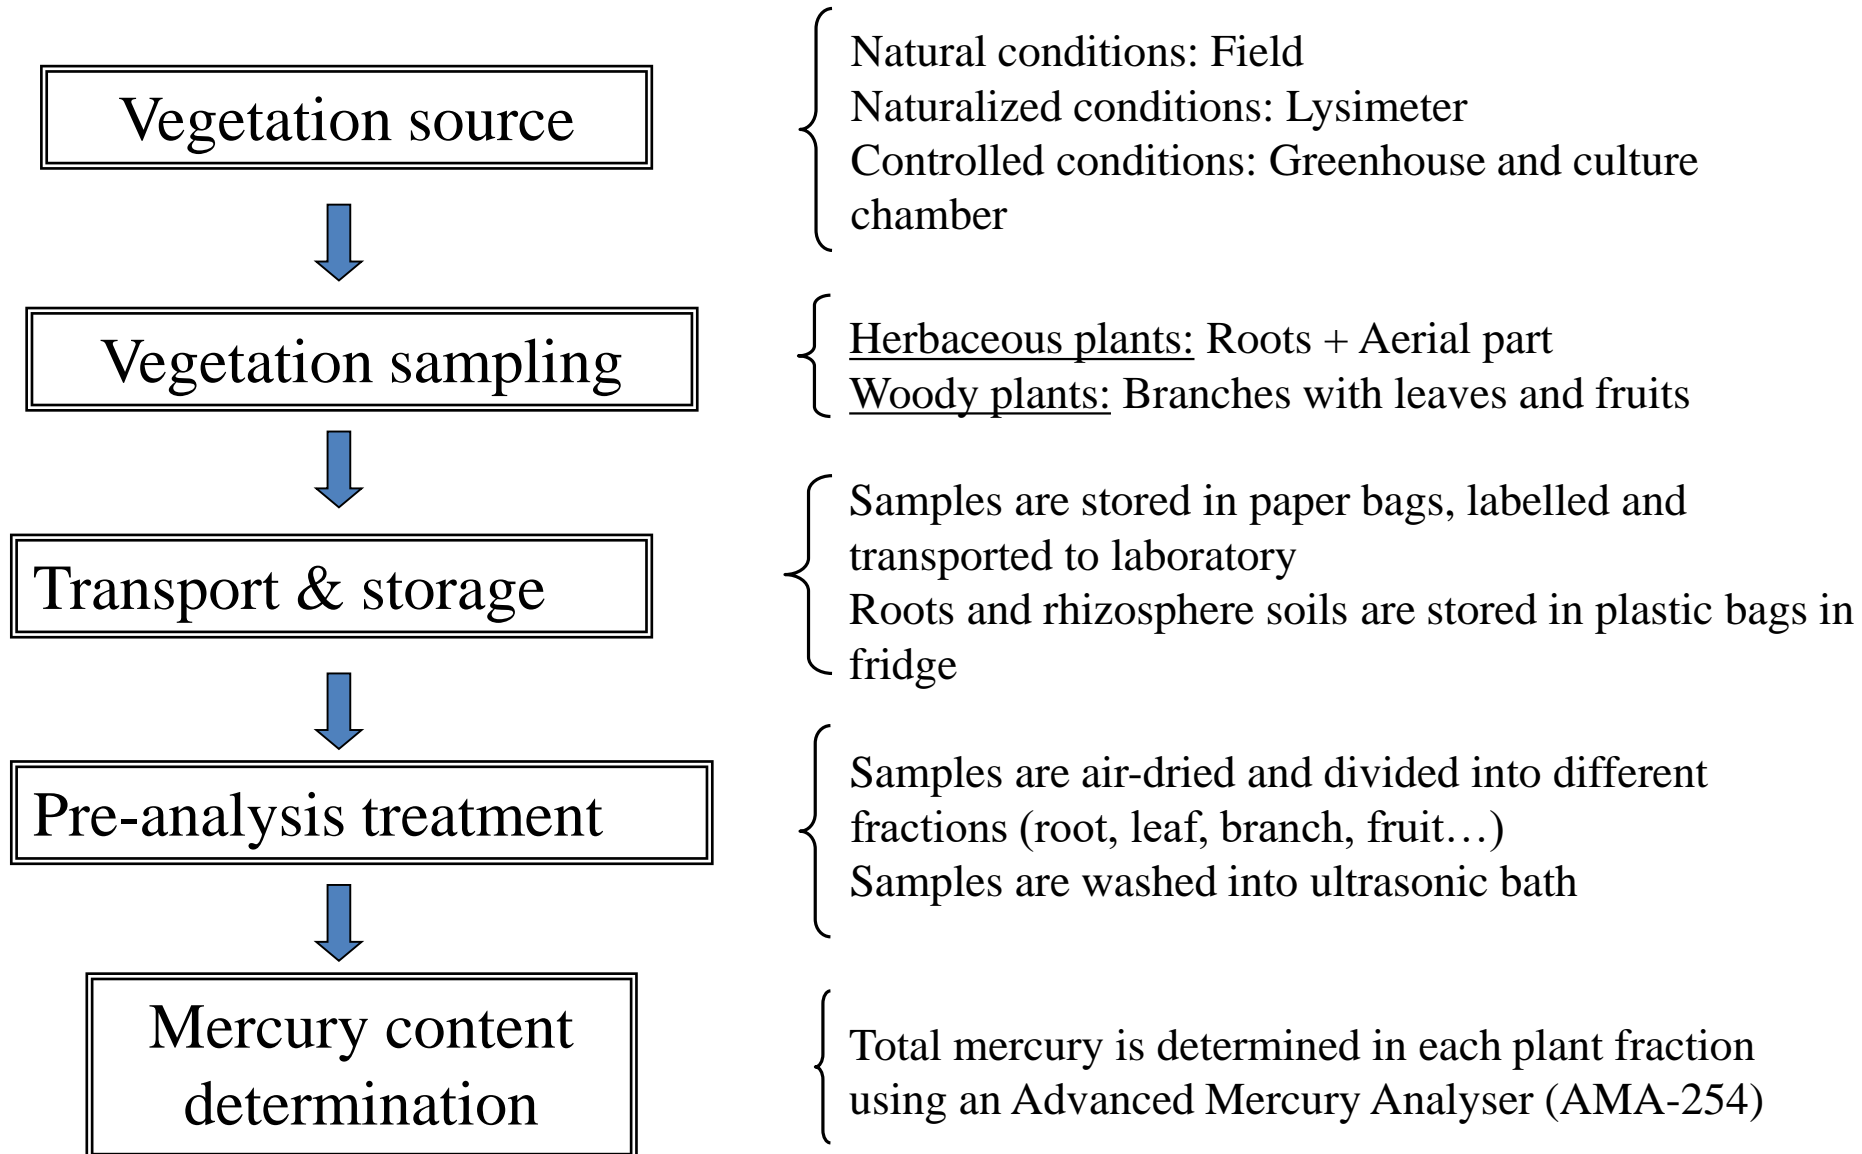 Vegetation source
Natural conditions: Field
Naturalized conditions: Lysimeter
Controlled conditions: Greenhouse and culture
chamber
Vegetation sampling
Herbaceous plants: Roots + Aerial part
Woody plants: Branches with leaves and fruits
Transport & storage
Samples are stored in paper bags, labelled and
transported to laboratory
Roots and rhizosphere soils are stored in plastic bags in
fridge
Pre-analysis treatment
Samples are air-dried and divided into different
fractions (root, leaf, branch, fruit…)
Samples are washed into ultrasonic bath
Mercury content
determination
Total mercury is determined in each plant fraction
using an Advanced Mercury Analyser (AMA-254)